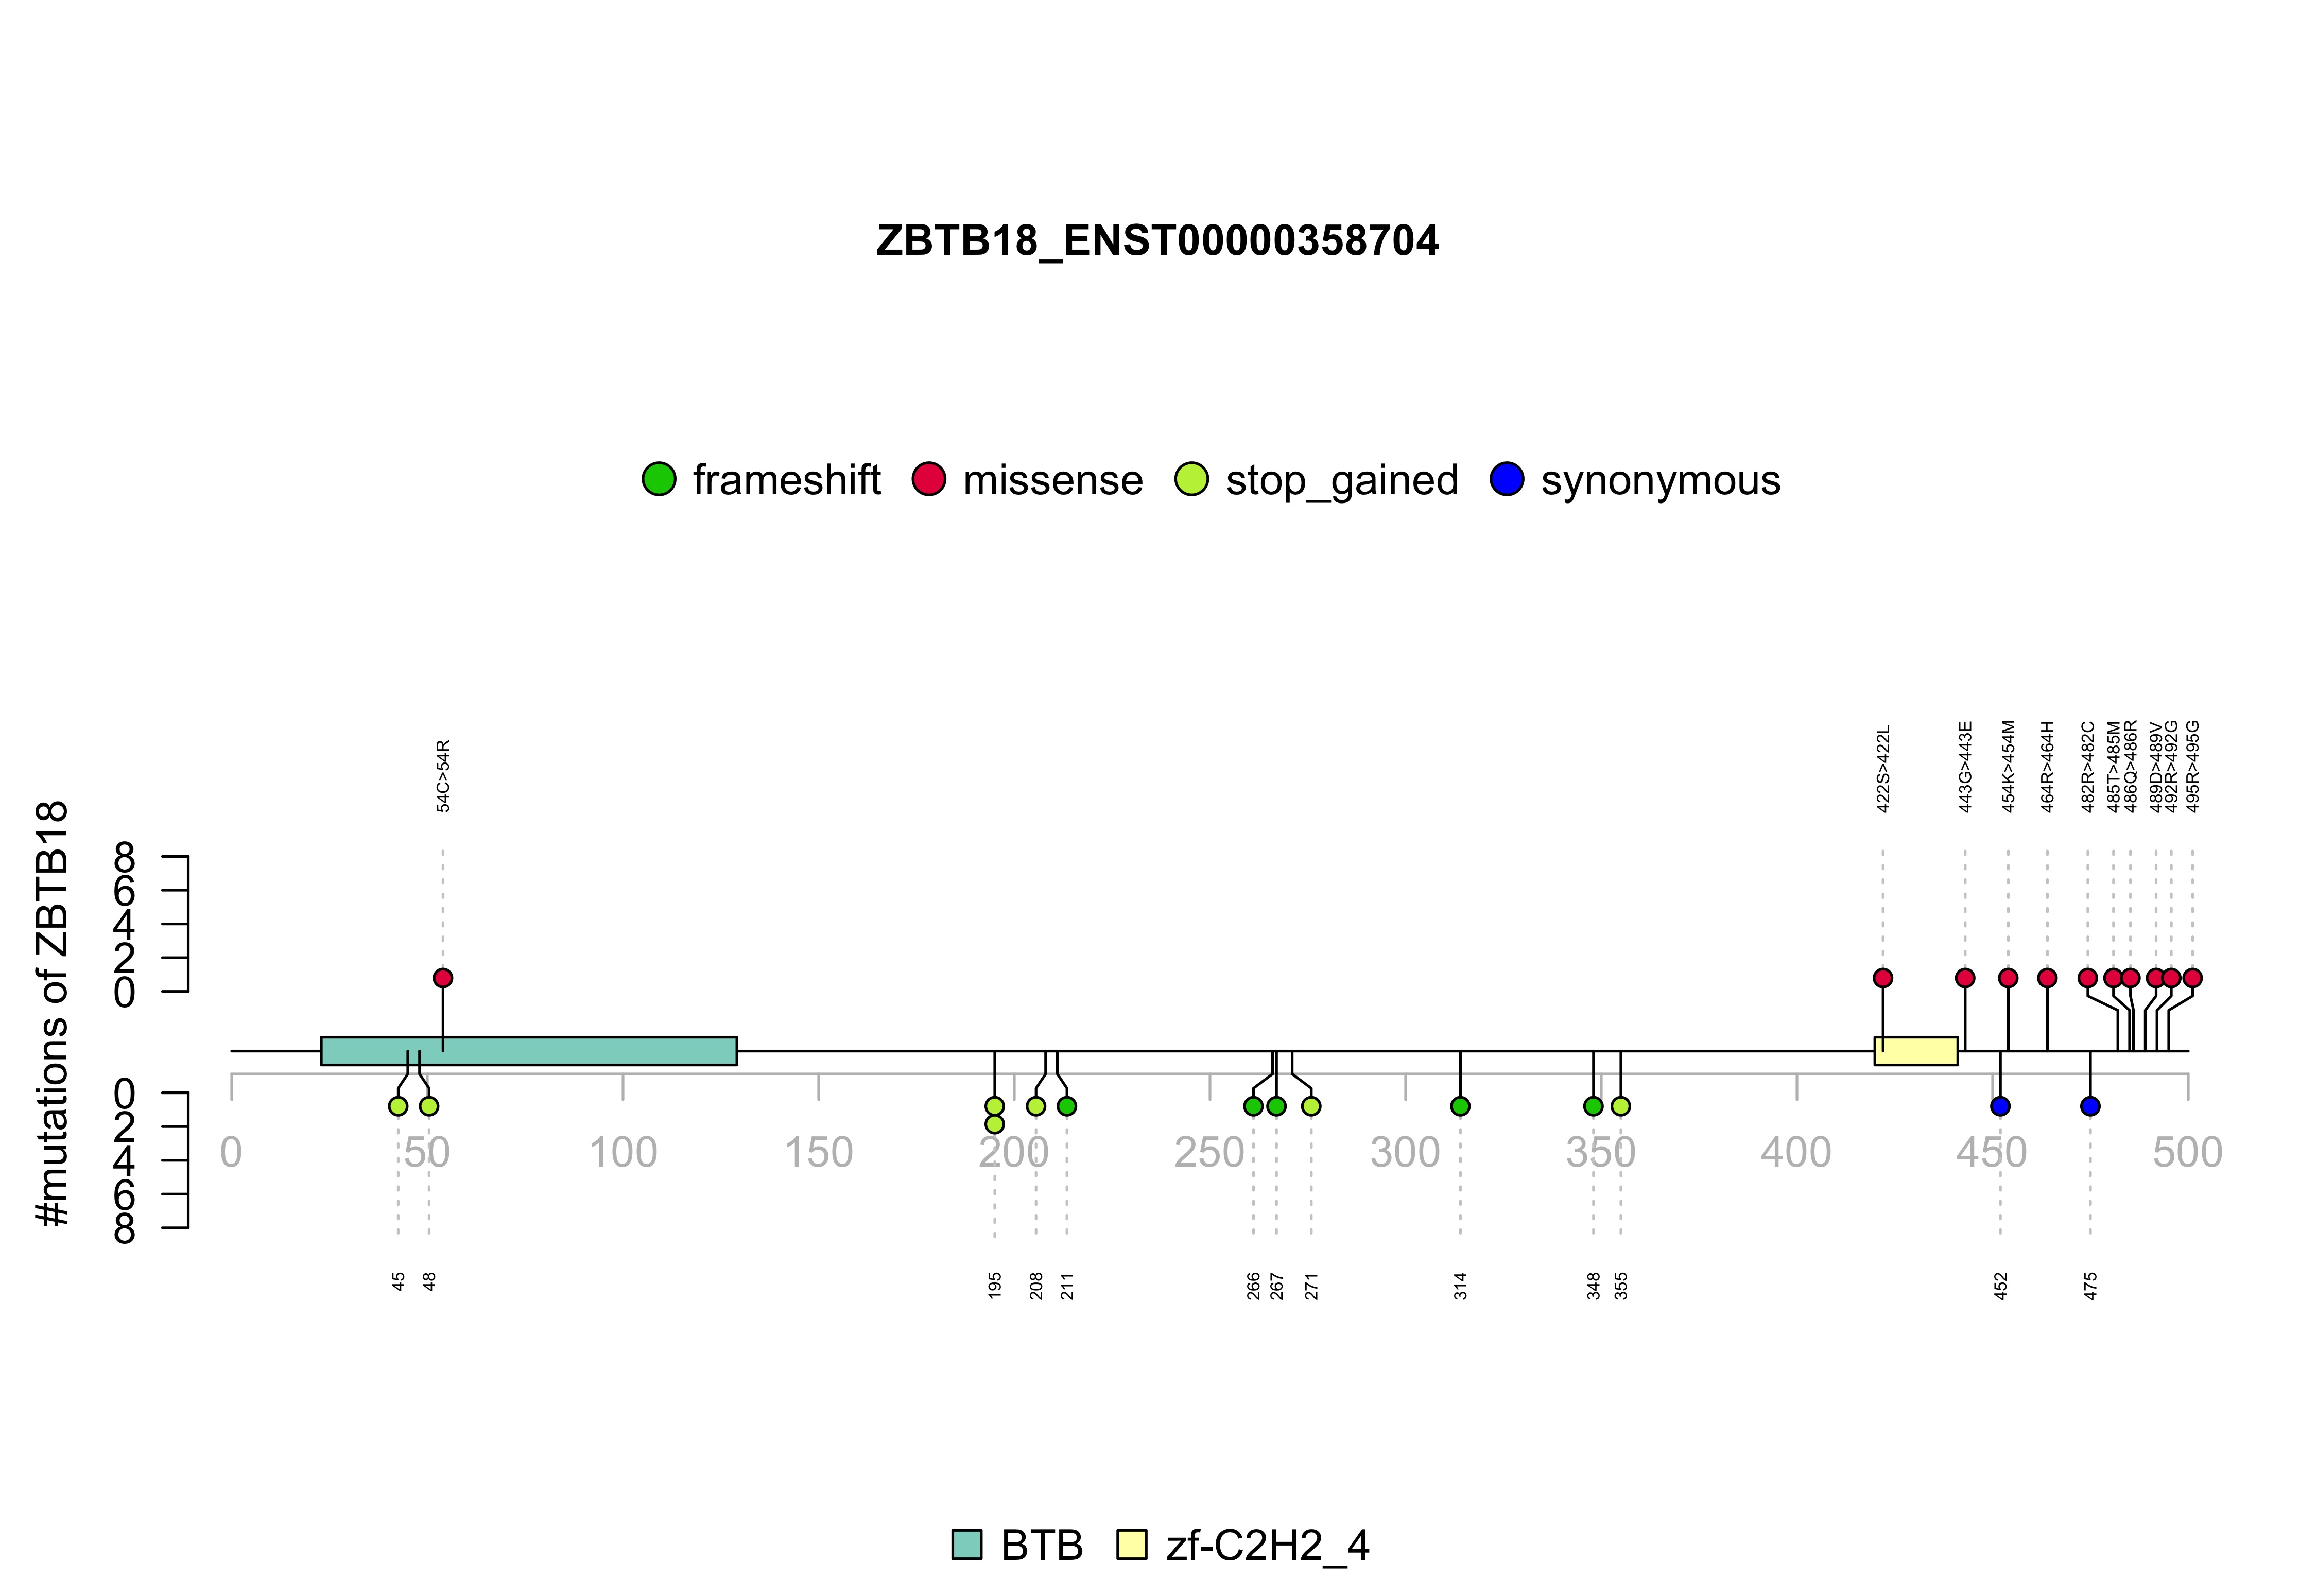 ZBTB18_ENST00000358704
frameshift missense stop_gained synonymous
54C>54R 422S>422L 443G>443E 454K>454M 464R>464H 482R>482C 485T>485M 486Q>486R 489D>489V 492R>492G 495R>495G
#mutations of ZBTB18
8
6
4
2
0
0
2
4
6
8
0 50 100 150 200 250 300 350 400 450 500
45 48 195 208 211 266 267 271 314 348 355 452 475
BTB zf-C2H2_4